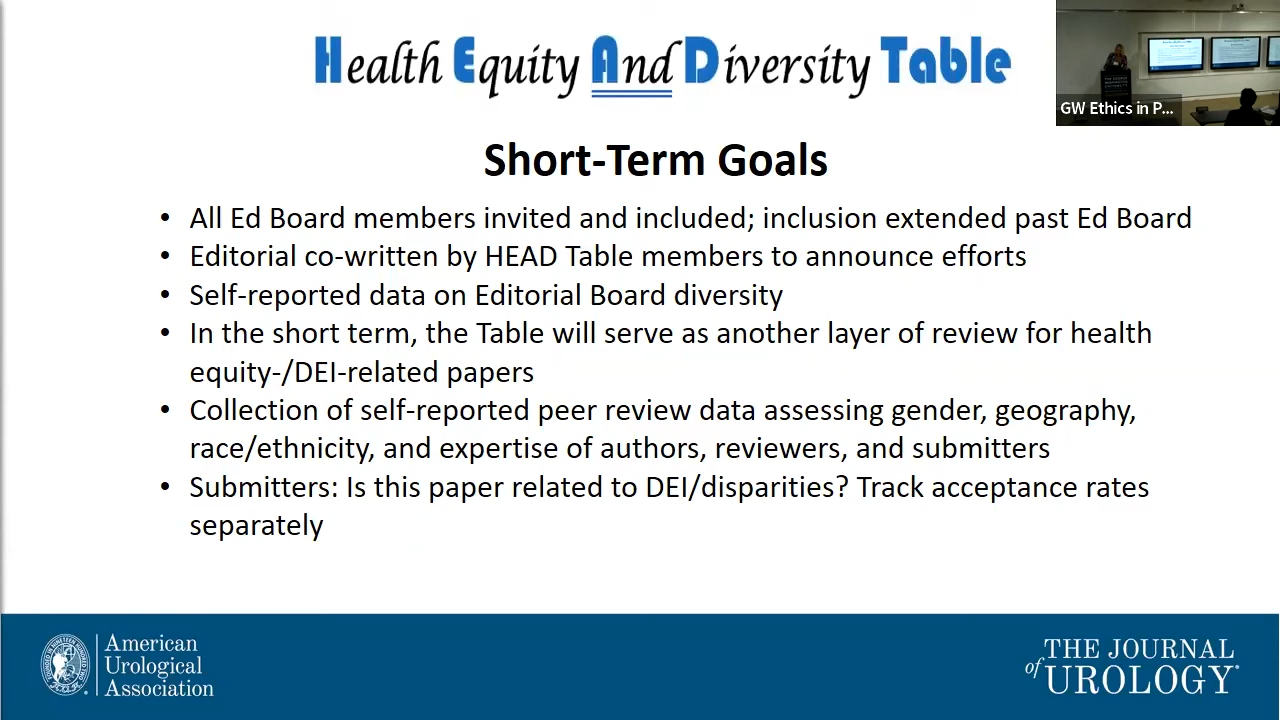 Health Equity And Diversity Table
GW Ethics in P...
Short-Term Goals
• All Ed Board members invited and included; inclusion extended past Ed Board
• Editorial co-written by HEAD Table members to announce efforts
• Self-reported data on Editorial Board diversity
• In the short term, the Table will serve as another layer of review for health
equity-/DEI-related papers
• Collection of self-reported peer review data assessing gender, geography,
race/ethnicity, and expertise of authors, reviewers, and submitters
• Submitters: Is this paper related to DEI/disparities? Track acceptance rates
separately
American
Urological
Association
THE JOURNAL
of UROLOGY®